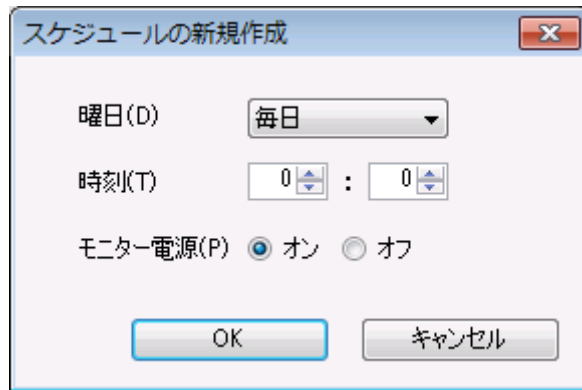 スケジュールの新規作成
曜日(D) 毎日
時刻(T) 0 : 0
モニター電源(P) オン オフ
OK キャンセル